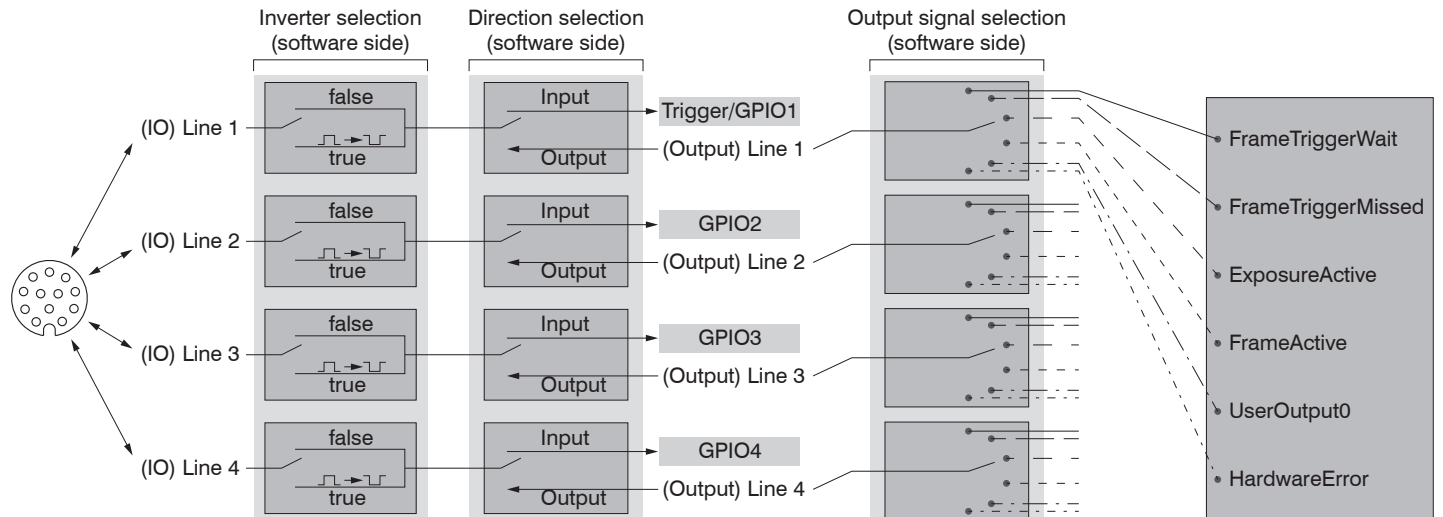 Inverter selection
(software side)
Direction selection
(software side)
Output signal selection
(software side)
(IO) Line 1
false
true
Input
Output
Trigger/GPIO1
(Output) Line 1
(IO) Line 2
false
true
Input
Output
GPIO2
(Output) Line 2
(IO) Line 3
false
true
Input
Output
GPIO3
(Output) Line 3
(IO) Line 4
false
true
Input
Output
GPIO4
(Output) Line 4
FrameTriggerWait
FrameTriggerMissed
ExposureActive
FrameActive
UserOutput0
HardwareError